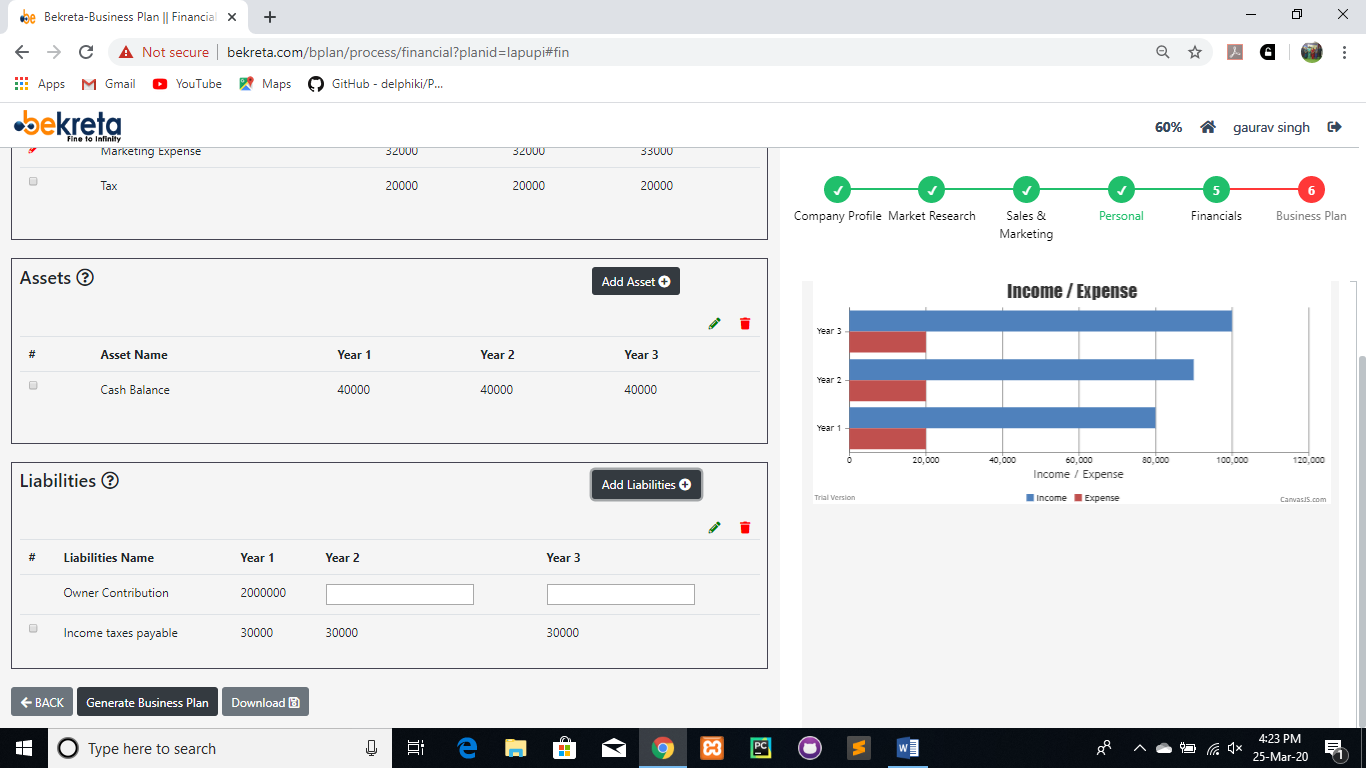 Bekreta-Business Plan || Financial
Not secure bekreta.com/bplan/process/financial?planid=lapupi#fin
Apps Gmail YouTube Maps GitHub - delphiki/P...
bekreta
Fine to Infinity
60% gaurav singh
Marketing Expense 32000 32000 33000
Tax 20000 20000 20000
Assets
Add Asset
# Asset Name Year 1 Year 2 Year 3
Cash Balance 40000 40000 40000
Liabilities
Add Liabilities
# Liabilities Name Year 1 Year 2 Year 3
Owner Contribution 2000000
Income taxes payable 30000 30000 30000
BACK Generate Business Plan Download
5 6
Company Profile Market Research Sales & Personal Financials Business Plan
Marketing
Income / Expense
Year 3
Year 2
Year 1
0 20,000 40,000 60,000 80,000 100,000 120,000
Income / Expense
Trial Version Income Expense CanvasJS.com
Type here to search
PC
W
4:23 PM
25-Mar-20
1